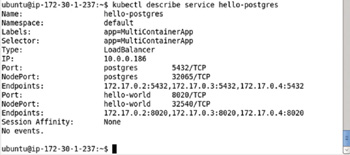 ubuntu@ip-172-30-1-237:~$ kubectl describe service hello-postgres
Name: hello-postgres
Namespace: default
Labels: app=MultiContainerApp
Selector: app=MultiContainerApp
Type: LoadBalancer
IP: 10.0.0.186
Port: postgres 5432/TCP
NodePort: postgres 32065/TCP
Endpoints: 172.17.0.2:5432,172.17.0.3:5432,172.17.0.4:5432
Port: hello-world 8020/TCP
NodePort: hello-world 32540/TCP
Endpoints: 172.17.0.2:8020,172.17.0.3:8020,172.17.0.4:8020
Session Affinity: None
No events.
ubuntu@ip-172-30-1-237:~$